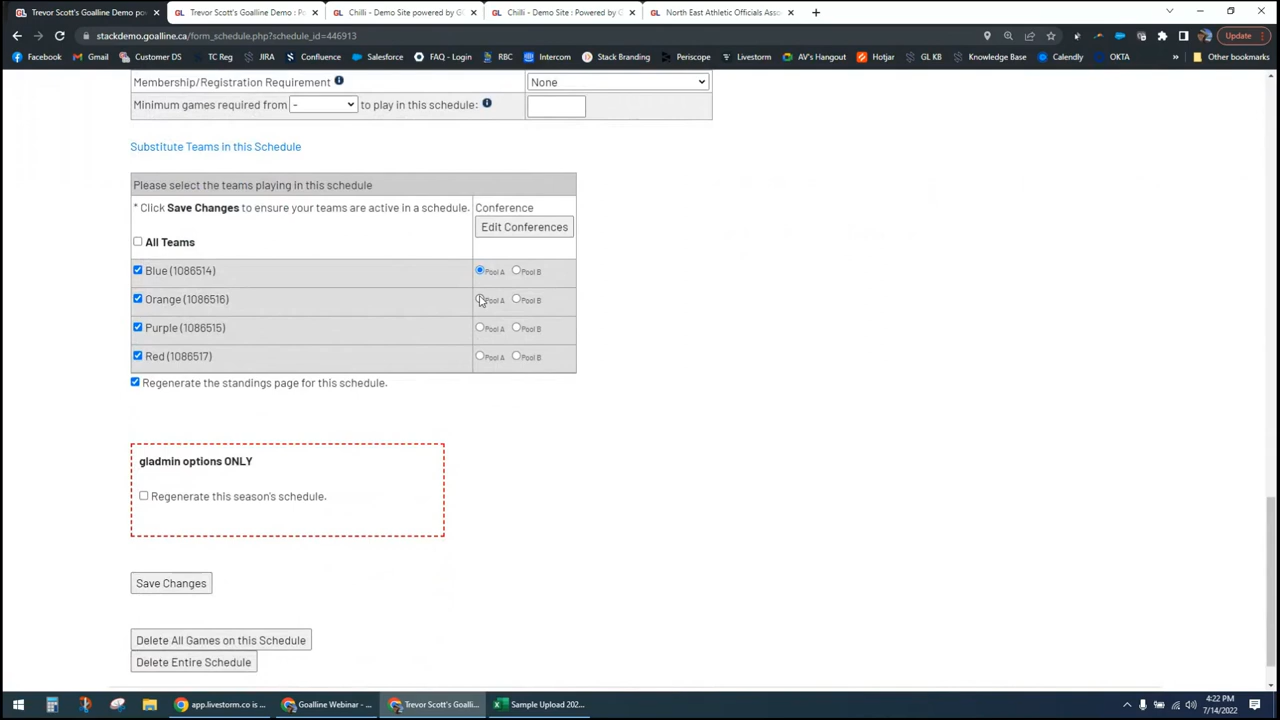 Trevor Scott's Goalline Demo pow
Trevor Scott's Goalline Demo : Po
Chilli - Demo Site powered by G
Chilli - Demo Site : Powered by G
North East Athletic Officials Asso
stackdemo.goalline.ca/form_schedule.php?schedule_id=446913
Update
Facebook
Gmail
Customer DS
TC Reg
JIRA
Confluence
Salesforce
FAQ - Login
RBC
Intercom
Stack Branding
Periscope
Livestorm
AV's Hangout
Hotjar
GL KB
Knowledge Base
Calendly
OKTA
»
Other bookmarks
Membership/Registration Requirement
None
Minimum games required from - to play in this schedule:
Substitute Teams in this Schedule
Please select the teams playing in this schedule
* Click Save Changes to ensure your teams are active in a schedule.
Conference
Edit Conferences
All Teams
Blue (1086514) Pool A Pool B
Orange (1086516) Pool A Pool B
Purple (1086515) Pool A Pool B
Red (1086517) Pool A Pool B
Regenerate the standings page for this schedule.
gladmin options ONLY
Regenerate this season's schedule.
Save Changes
Delete All Games on this Schedule
Delete Entire Schedule
app.livestorm.co is ...
Goalline Webinar - ...
Trevor Scott's Goalli...
Sample Upload 202...
4:22 PM
7/14/2022